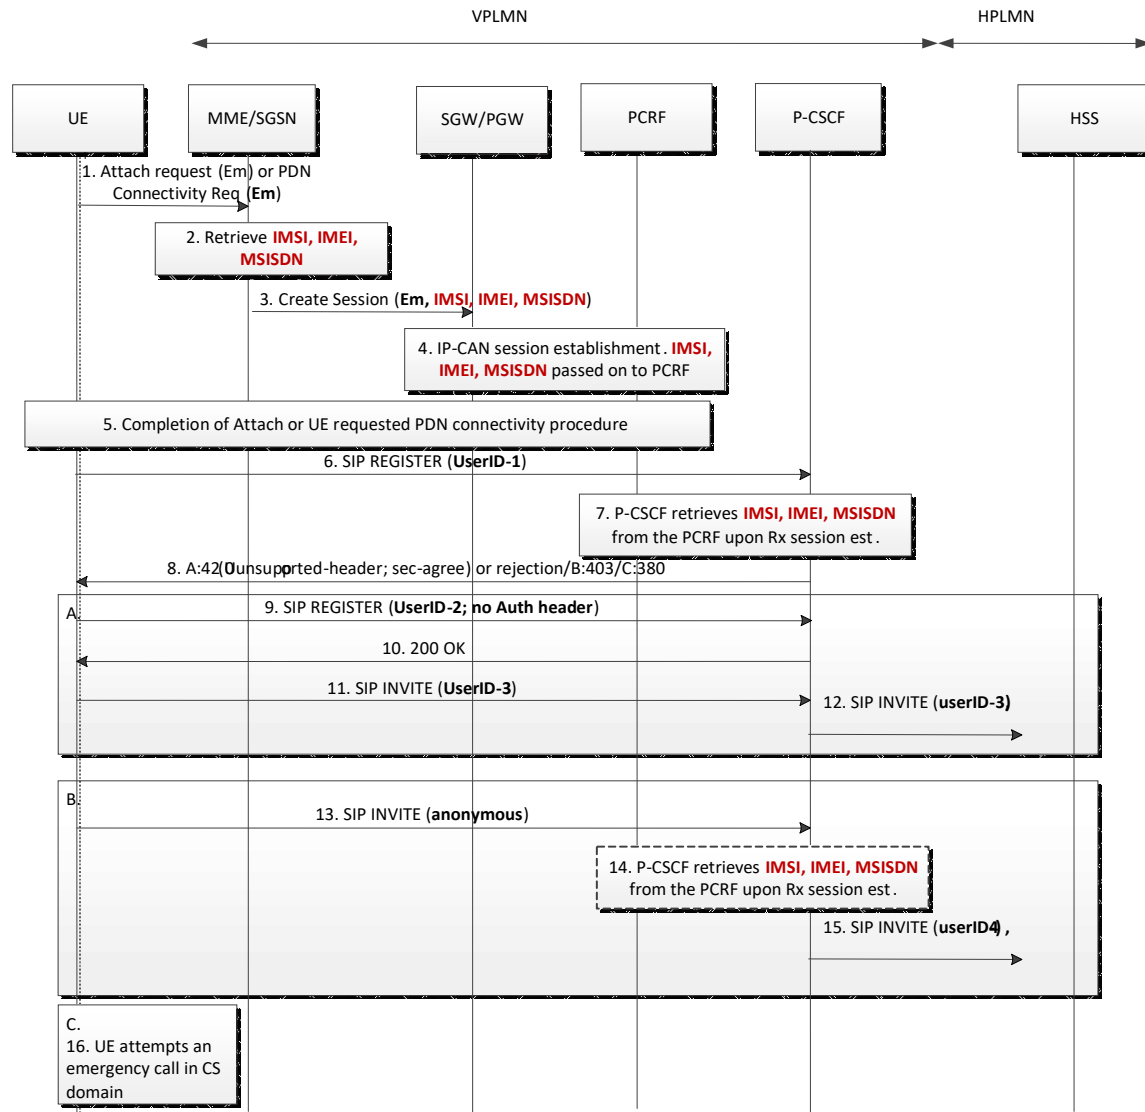 VPLMN
HPLMN
UE
MME/SGSN
SGW/PGW
PCRF
P-CSCF
HSS
1. Attach request (Em) or PDN
Connectivity Req (Em)
2. Retrieve IMSI, IMEI,
MSISDN
3. Create Session (Em, IMSI, IMEI, MSISDN)
4. IP-CAN session establishment. IMSI,
IMEI, MSISDN passed on to PCRF
5. Completion of Attach or UE requested PDN connectivity procedure
6. SIP REGISTER (UserID-1)
7. P-CSCF retrieves IMSI, IMEI, MSISDN
from the PCRF upon Rx session est.
8. A:420 (Unsupported-header; sec-agree) or rejection/B:403/C:380
A.
9. SIP REGISTER (UserID-2; no Auth header)
10. 200 OK
11. SIP INVITE (UserID-3)
12. SIP INVITE (userID-3)
B.
13. SIP INVITE (anonymous)
14. P-CSCF retrieves IMSI, IMEI, MSISDN
from the PCRF upon Rx session est.
15. SIP INVITE (userID4) ,
C.
16. UE attempts an
emergency call in CS
domain